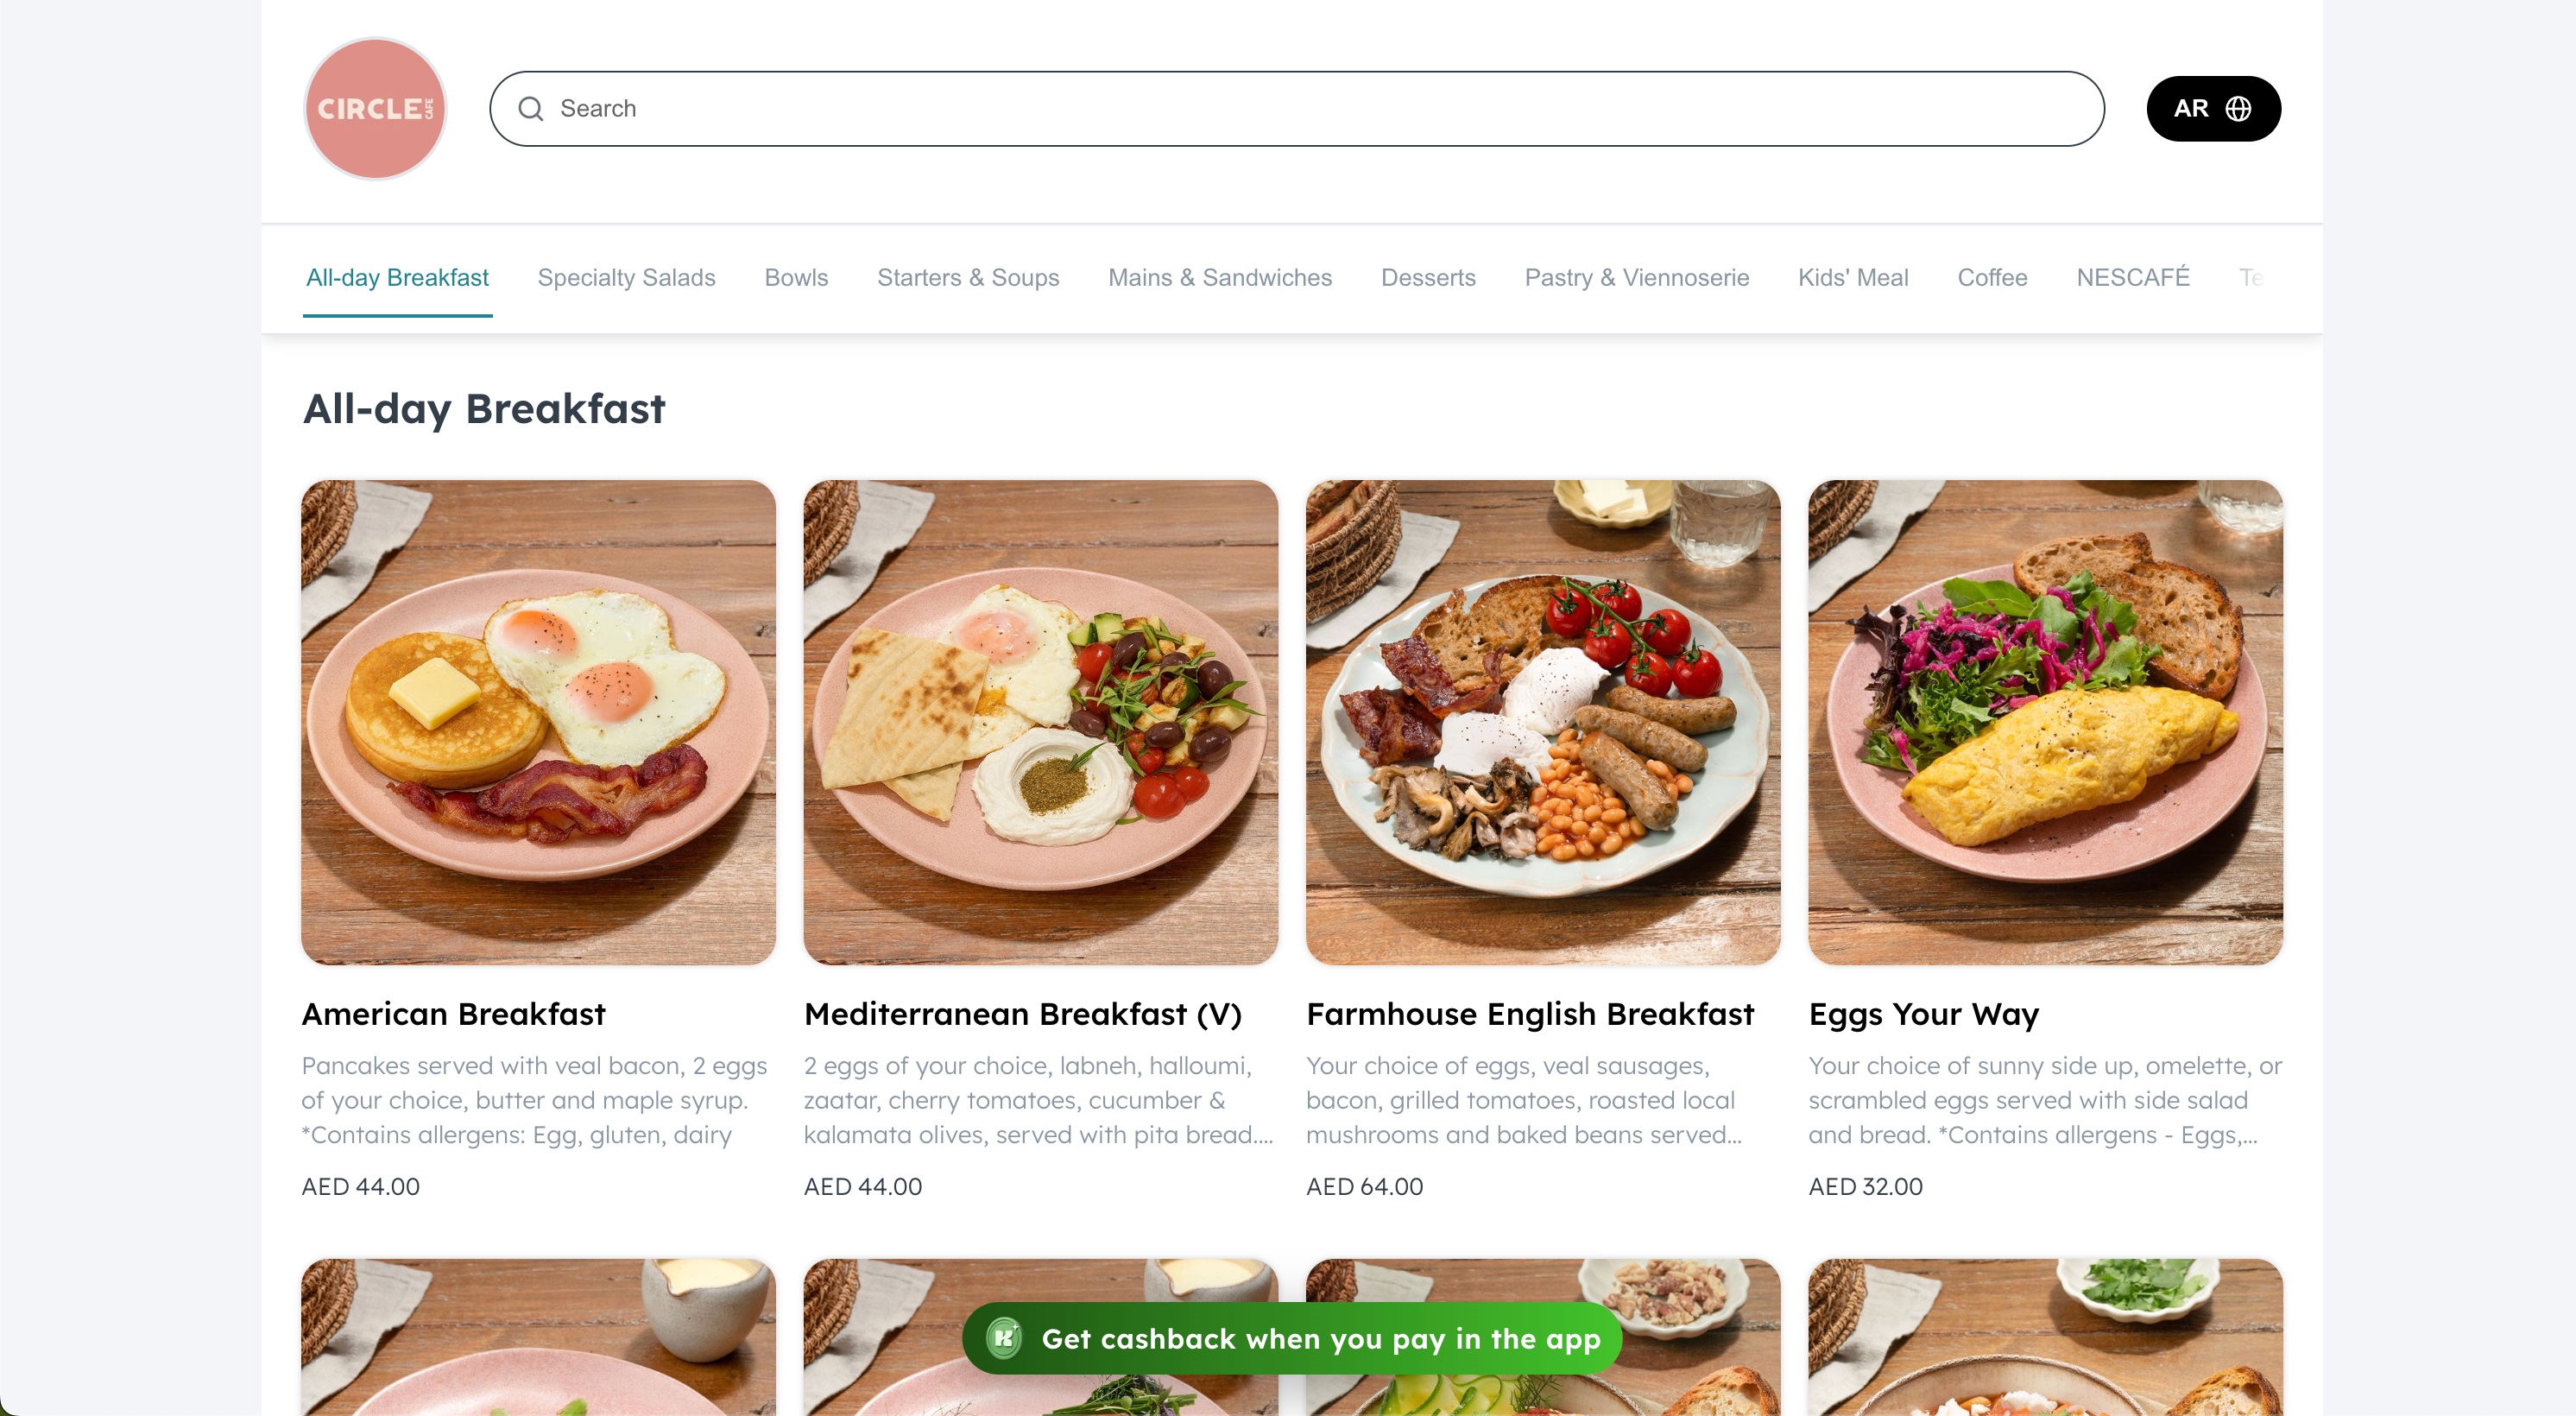 CIRCLE CAFE
Search
AR
All-day Breakfast
Specialty Salads
Bowls
Starters & Soups
Mains & Sandwiches
Desserts
Pastry & Viennoserie
Kids' Meal
Coffee
NESCAFÉ
Te
All-day Breakfast
American Breakfast
Pancakes served with veal bacon, 2 eggs
of your choice, butter and maple syrup.
*Contains allergens: Egg, gluten, dairy
AED 44.00
Mediterranean Breakfast (V)
2 eggs of your choice, labneh, halloumi,
zaatar, cherry tomatoes, cucumber &
kalamata olives, served with pita bread....
AED 44.00
Farmhouse English Breakfast
Your choice of eggs, veal sausages,
bacon, grilled tomatoes, roasted local
mushrooms and baked beans served...
AED 64.00
Eggs Your Way
Your choice of sunny side up, omelette, or
scrambled eggs served with side salad
and bread. *Contains allergens - Eggs,...
AED 32.00
K
Get cashback when you pay in the app